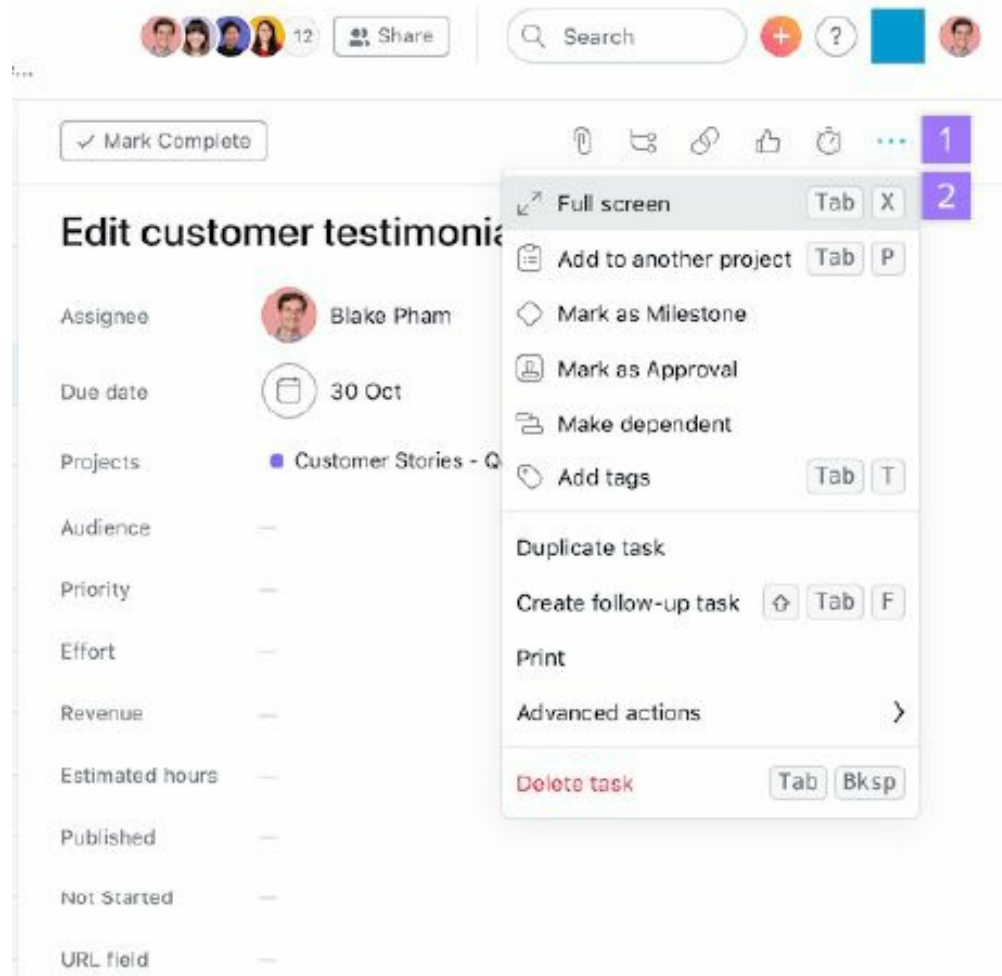 12 Share Search ?
...
Mark Complete 1
Full screen Tab X 2
Edit customer testimonia
Add to another project Tab P
Assignee Blake Pham
Mark as Milestone
Mark as Approval
Due date 30 Oct
Make dependent
Projects Customer Stories - Q
Add tags Tab T
Audience
Duplicate task
Priority
Create follow-up task Tab F
Effort
Print
Revenue
Advanced actions
Estimated hours
Delete task Tab Bksp
Published
Not Started
URL field